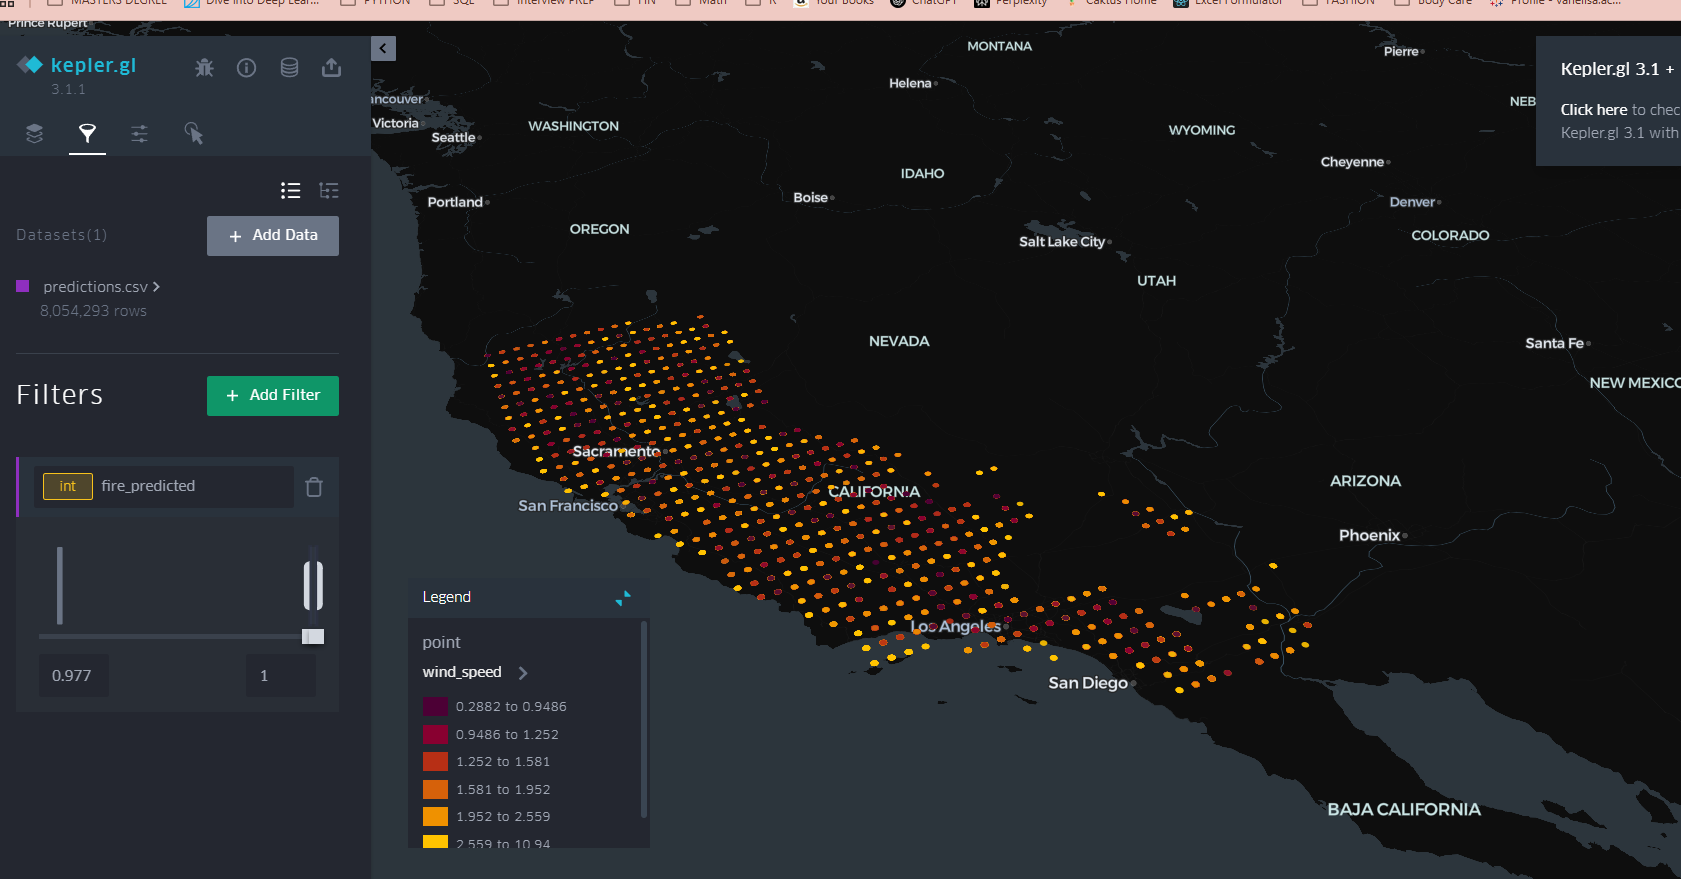 MASTERS DEGREE
Dive into Deep Lear...
PYTHON
SQL
Interview PREP
FIN
Math
R
Your Books
ChatGPT
Perplexity
Caktus Home
Excel Formulator
FASHION
Body Care
Profile - vanelisa.ac...
Prince Rupert
kepler.gl
3.1.1
Datasets(1)
+ Add Data
predictions.csv
8,054,293 rows
Filters
+ Add Filter
int fire_predicted
0.977
1
MONTANA
Pierre
Helena
ancouver
Victoria
Seattle
WASHINGTON
WYOMING
NEB
Cheyenne
IDAHO
Portland
Boise
Denver
OREGON
Salt Lake City
COLORADO
UTAH
NEVADA
Santa Fe
NEW MEXICO
Sacramento
San Francisco
CALIFORNIA
ARIZONA
Phoenix
Los Angeles
San Diego
BAJA CALIFORNIA
Kepler.gl 3.1 +
Click here to chec
Kepler.gl 3.1 with
Legend
point
wind_speed
0.2882 to 0.9486
0.9486 to 1.252
1.252 to 1.581
1.581 to 1.952
1.952 to 2.559
2.559 to 10.94